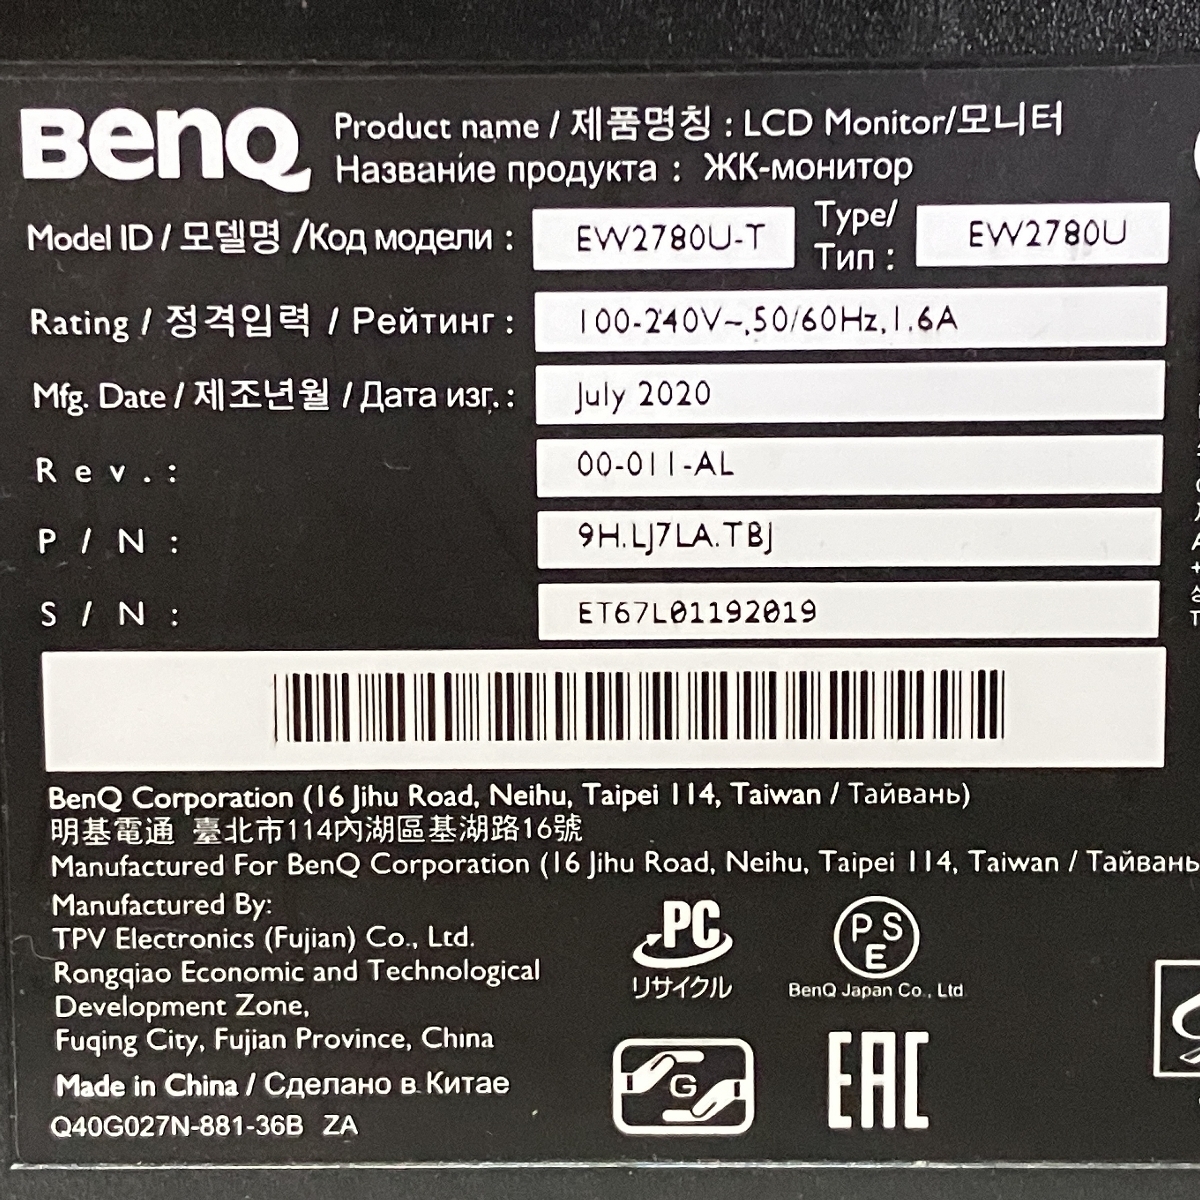 BenQ
Product name / 제품명칭 : LCD Monitor/모니터
Название продукта : ЖК-монитор
Model ID / 모델명 /Код модели : EW2780U-T Type/ Тип : EW2780U
Rating / 정격입력 / Рейтинг : 100-240V~,50/60Hz,1.6A
Mfg. Date / 제조년월 / Дата изг. : July 2020
Rev. : 00-011-AL
P/N : 9H.LJ7LA.TBJ
S/N : ET67L01192019
BenQ Corporation (16 Jihu Road, Neihu, Taipei 114, Taiwan / Тайвань)
明基電通 臺北市114內湖區基湖路16號
Manufactured For BenQ Corporation (16 Jihu Road, Neihu, Taipei 114, Taiwan / Тайвань
Manufactured By:
TPV Electronics (Fujian) Co., Ltd.
Rongqiao Economic and Technological
Development Zone,
Fuqing City, Fujian Province, China
Made in China / Сделано в Китае
Q40G027N-881-36B ZA
PC
リサイクル
PSE
BenQ Japan Co., Ltd.
G
EAC